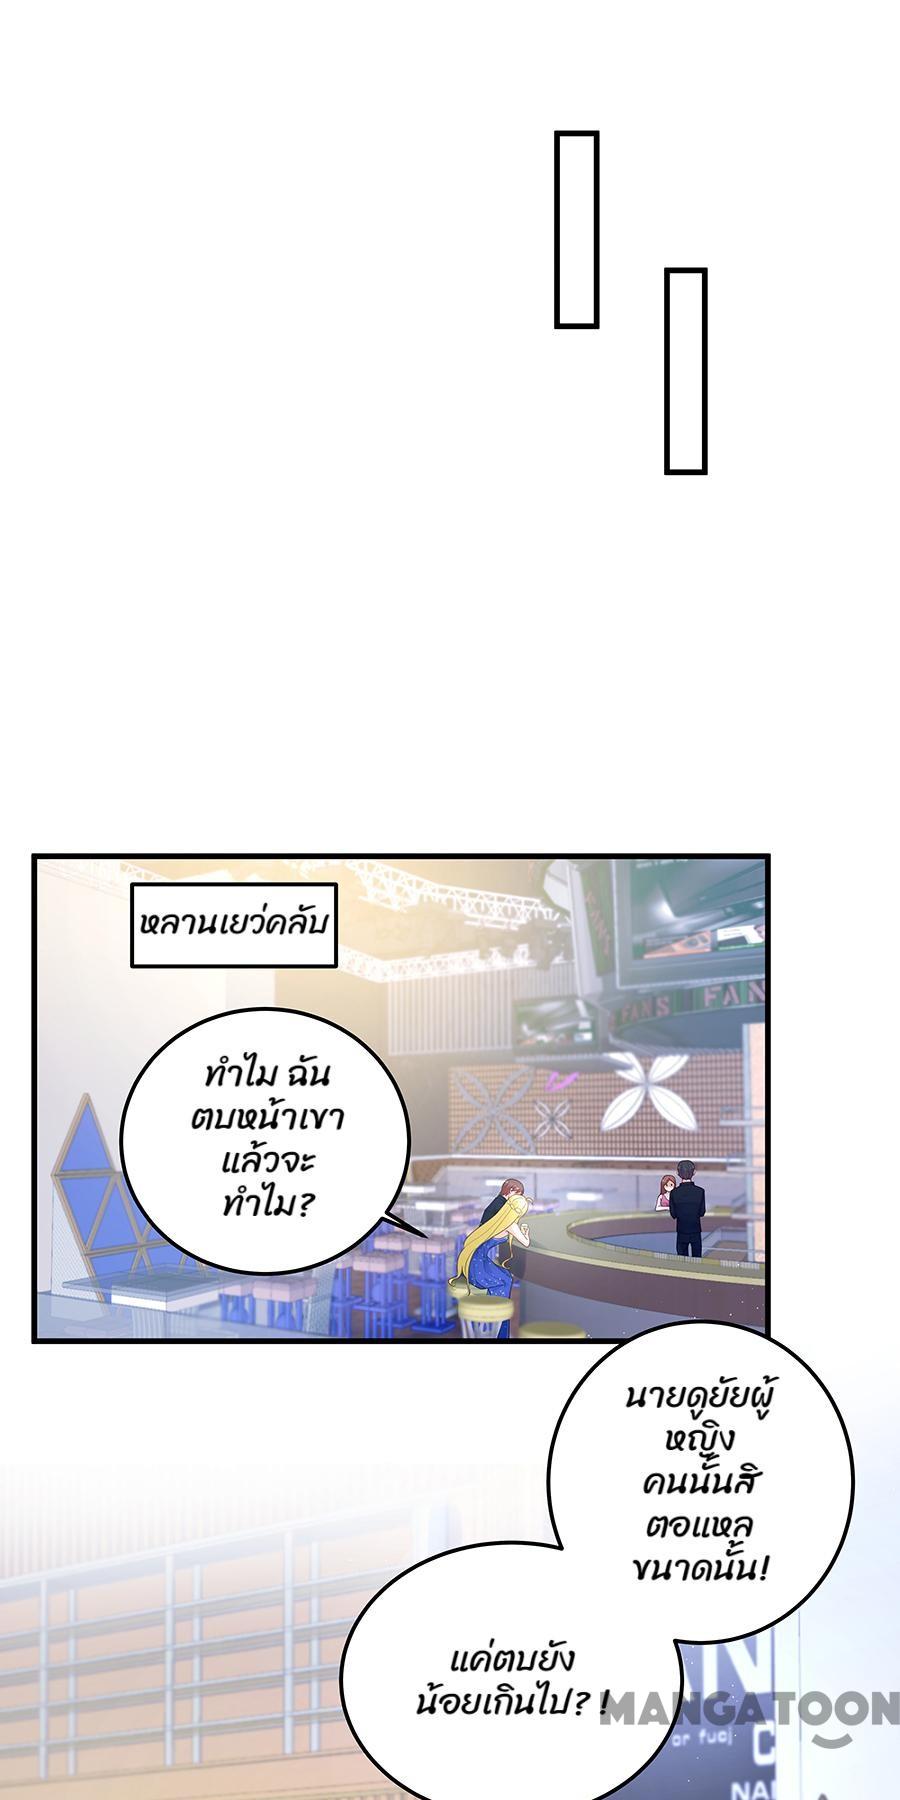 หลานเยว่คลับ
FANS FAN
FANS
ทำไม ฉัน
ตบหน้าเขา
แล้วจะ
ทำไม?
นายดูยัยผู้
หญิง
คนนั้นสิ
ตอแหล
ขนาดนั้น!
แค่ตบยัง
น้อยเกินไป?!
MANGATOON
or fuaj
NA